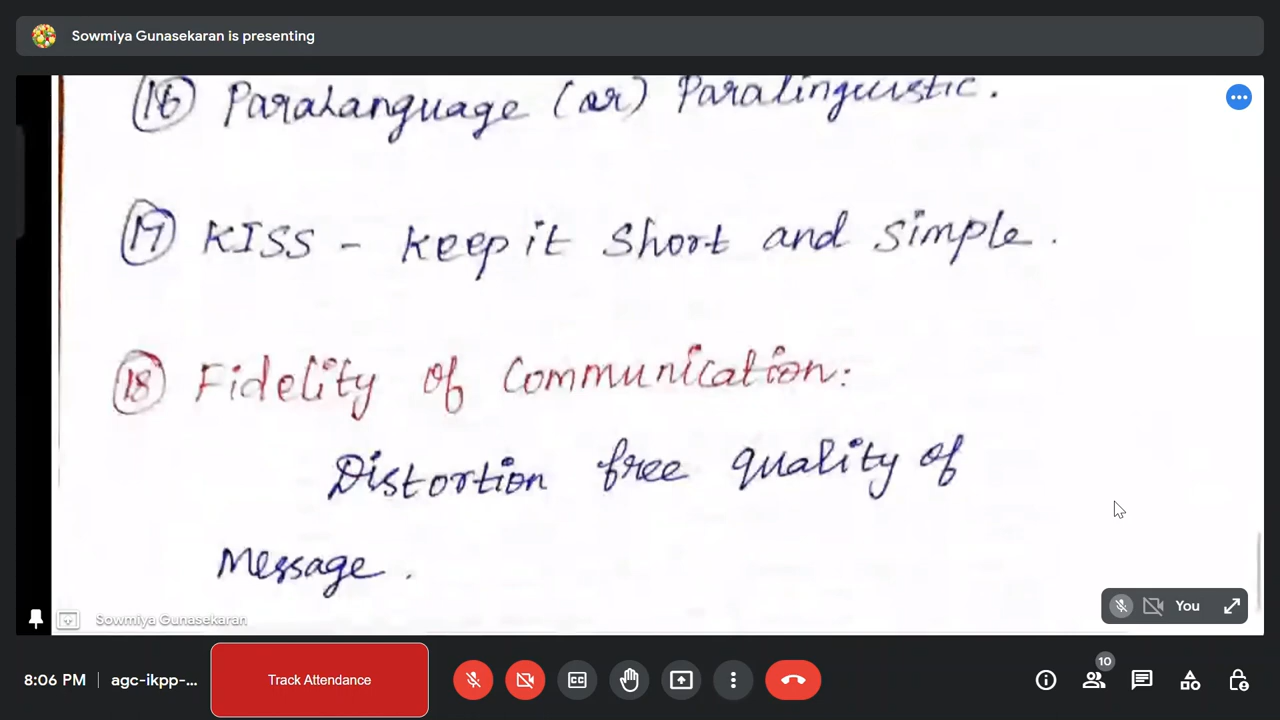 Sowmiya Gunasekaran is presenting
16 Paralanguage (or) Paralinguistic.
17 KISS - Keep it Short and Simple.
18 Fidelity of Communication:
Distortion free quality of
Message.
Sowmiya Gunasekaran
You
8:06 PM | agc-ikpp-...
Track Attendance
CC
10